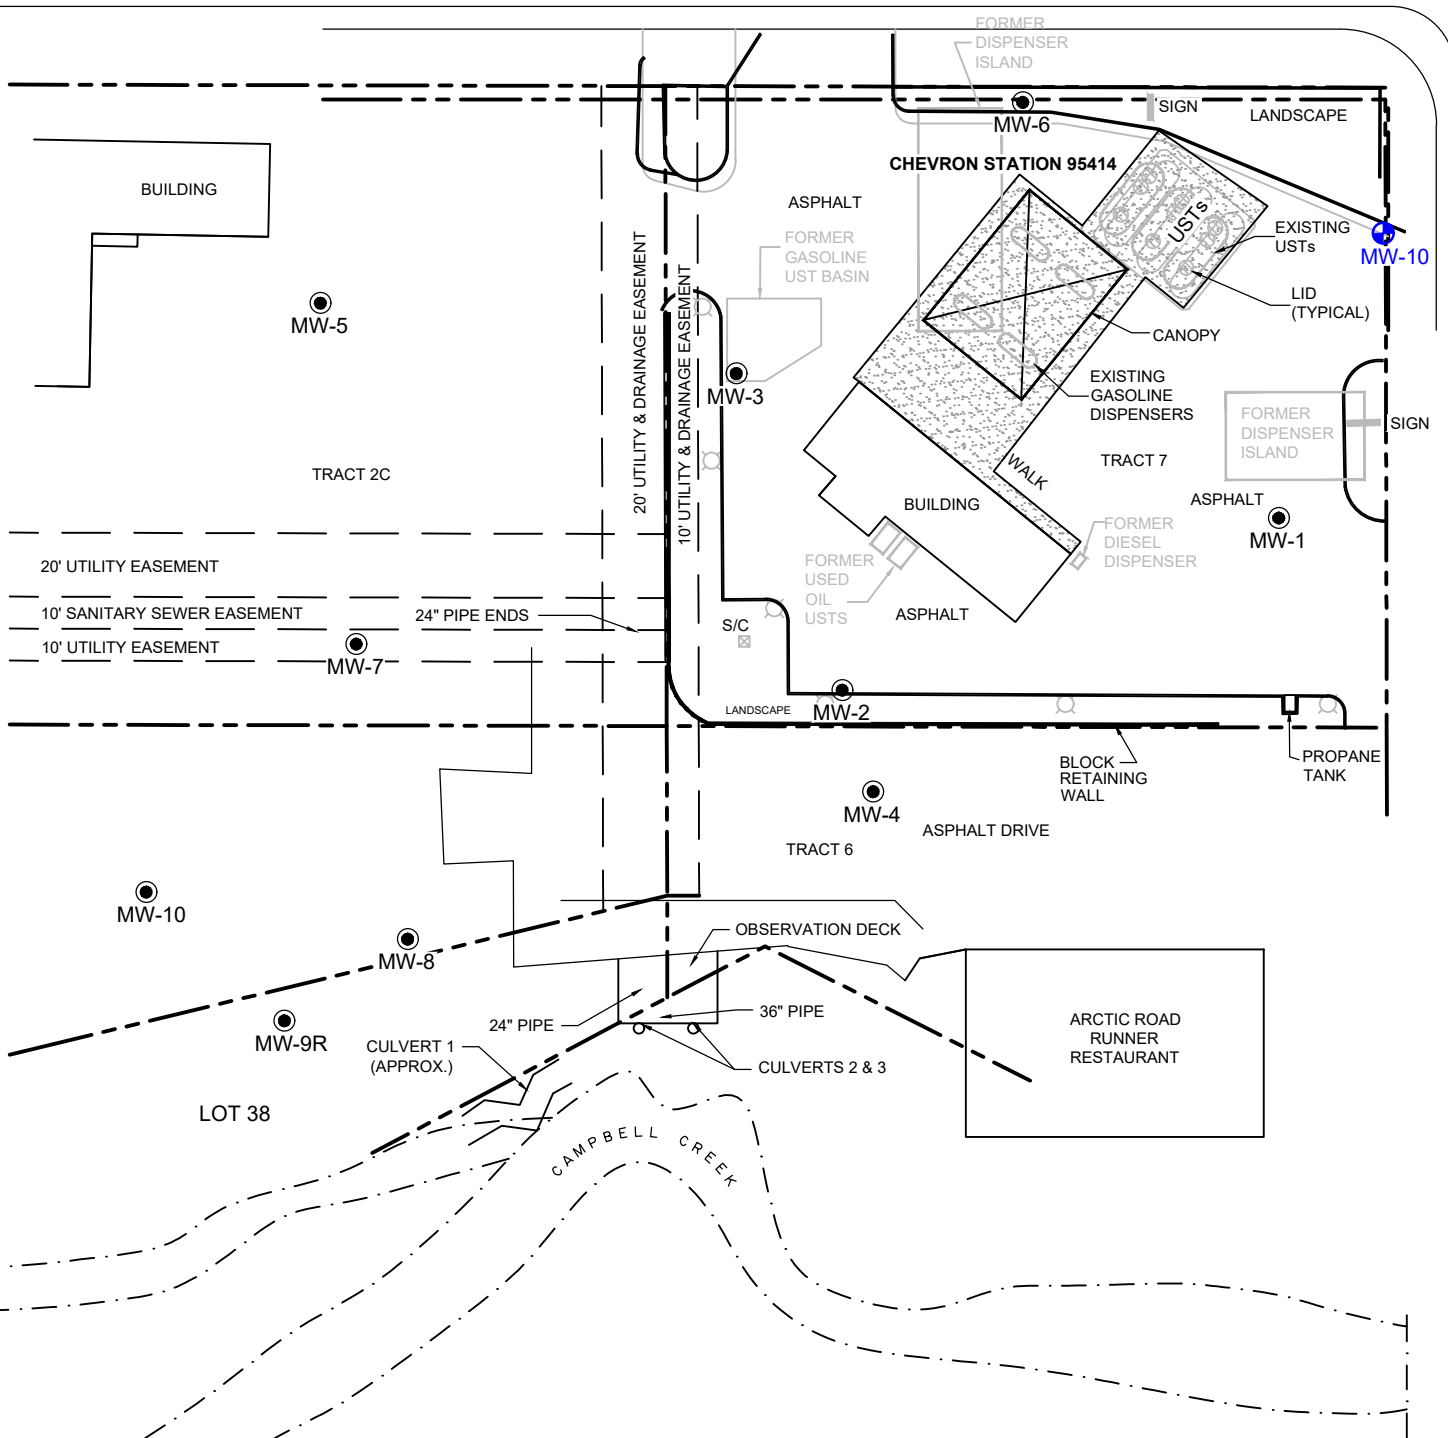 FORMER
DISPENSER
ISLAND
SIGN
LANDSCAPE
MW-6
CHEVRON STATION 95414
BUILDING
ASPHALT
USTs
EXISTING
USTs
MW-10
FORMER
GASOLINE
UST BASIN
LID
(TYPICAL)
MW-5
CANOPY
20' UTILITY & DRAINAGE EASEMENT
10' UTILITY & DRAINAGE EASEMENT
MW-3
EXISTING
GASOLINE
DISPENSERS
FORMER
DISPENSER
ISLAND
SIGN
TRACT 2C
WALK
TRACT 7
BUILDING
ASPHALT
MW-1
FORMER
DIESEL
DISPENSER
FORMER
USED
OIL
USTS
20' UTILITY EASEMENT
10' SANITARY SEWER EASEMENT
24" PIPE ENDS
S/C
ASPHALT
10' UTILITY EASEMENT
MW-7
LANDSCAPE
MW-2
BLOCK
RETAINING
WALL
PROPANE
TANK
MW-4
ASPHALT DRIVE
TRACT 6
MW-10
MW-8
OBSERVATION DECK
24" PIPE
36" PIPE
MW-9R
CULVERT 1
(APPROX.)
CULVERTS 2 & 3
ARCTIC ROAD
RUNNER
RESTAURANT
LOT 38
CAMPBELL CREEK